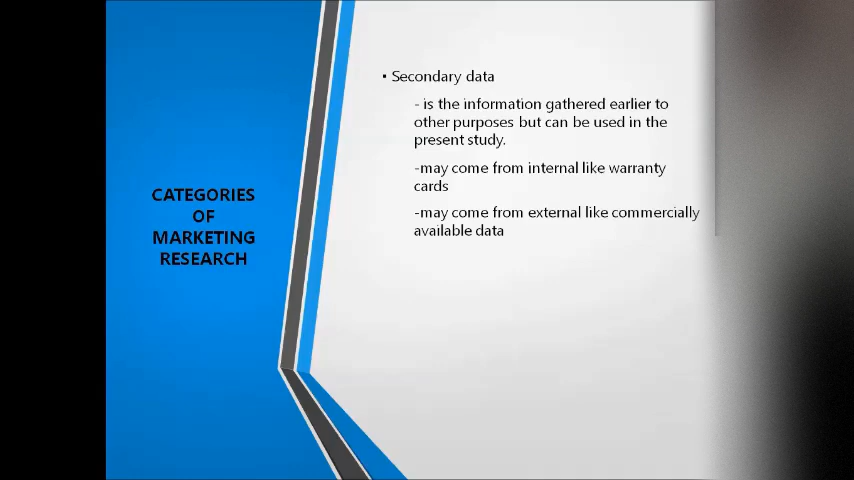 CATEGORIES
OF
MARKETING
RESEARCH
• Secondary data
- is the information gathered earlier to
other purposes but can be used in the
present study.
-may come from internal like warranty
cards
-may come from external like commercially
available data